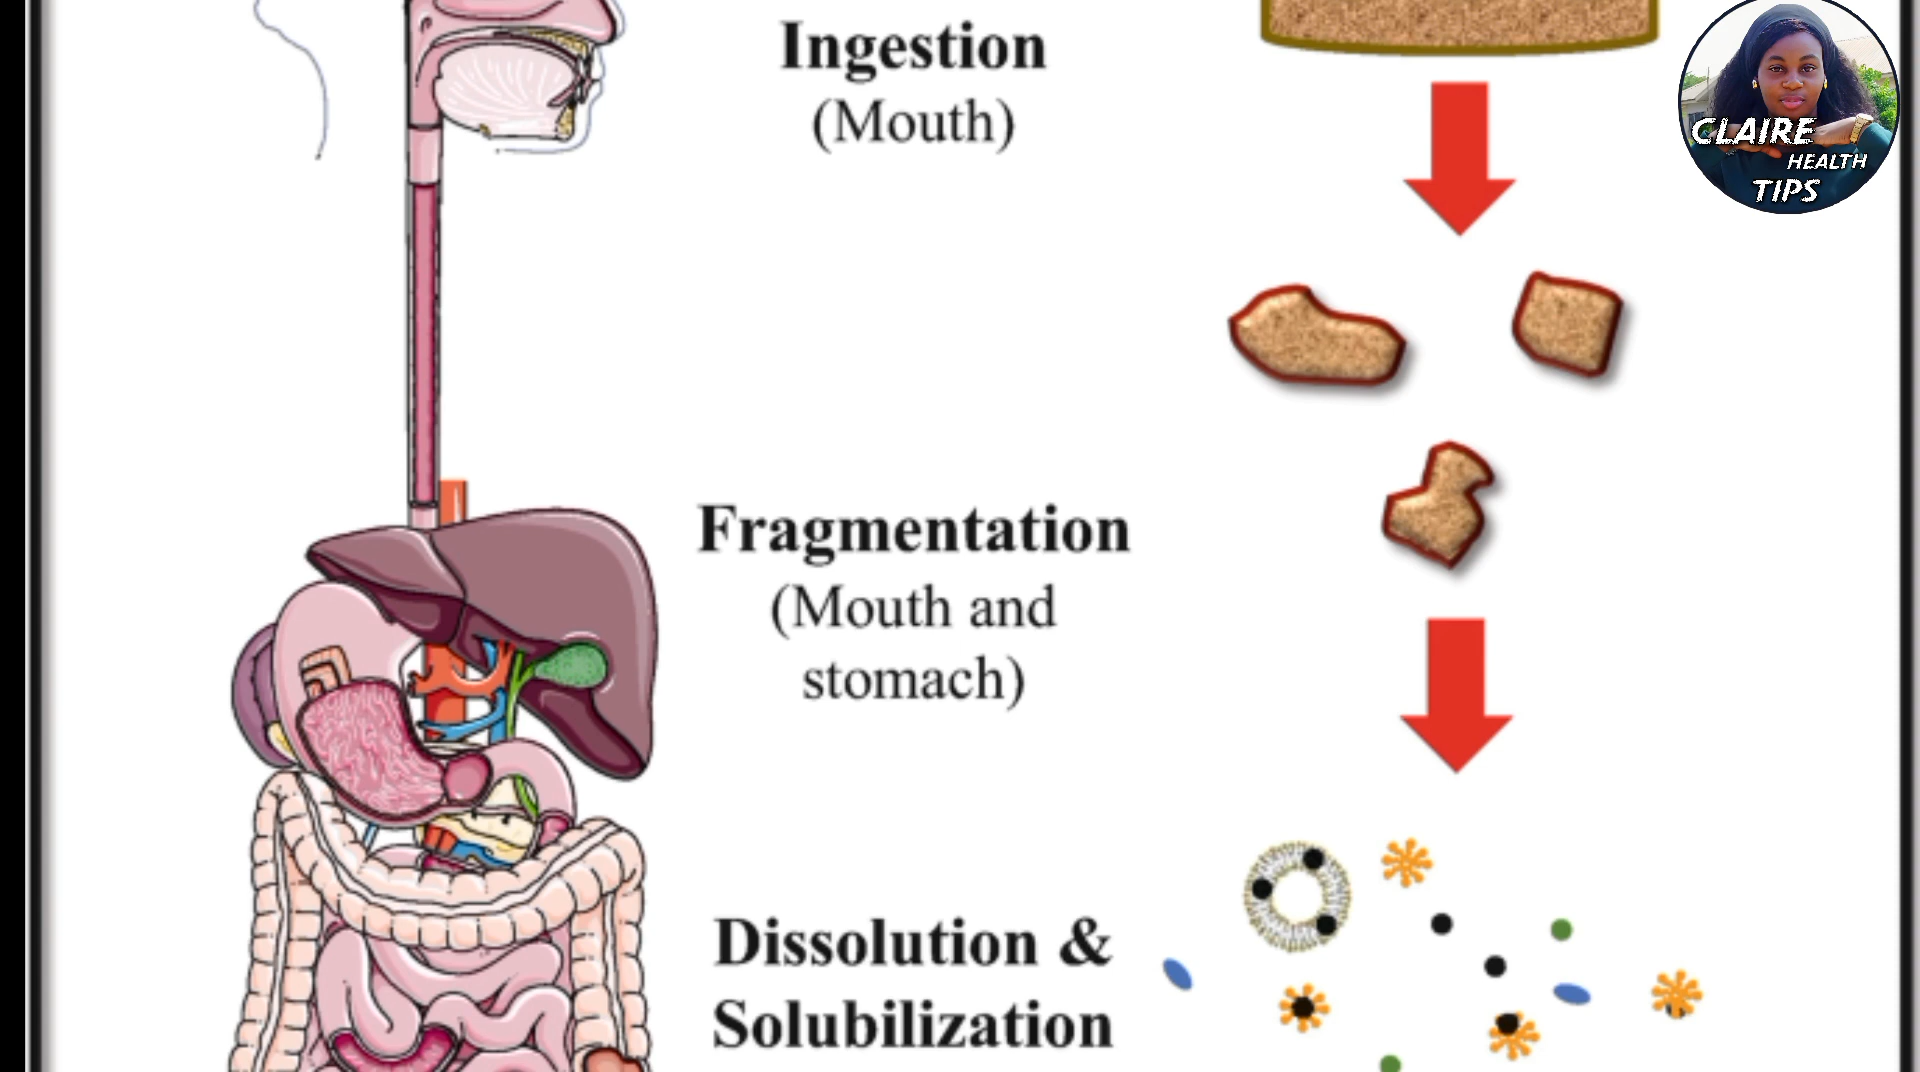 Ingestion
(Mouth)
CLAIRE
HEALTH
TIPS
Fragmentation
(Mouth and
stomach)
Dissolution &
Solubilization